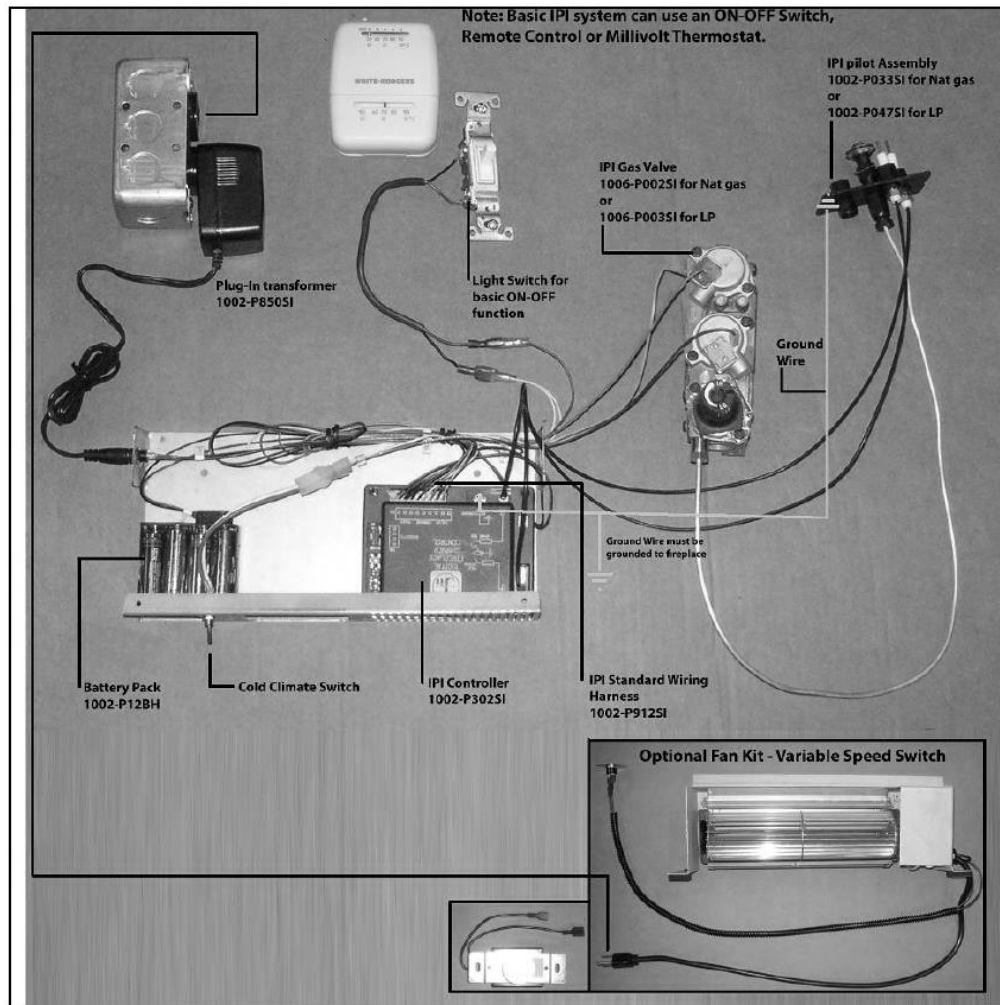 Note: Basic IPI system can use an ON-OFF Switch,
Remote Control or Millivolt Thermostat.
IPI pilot Assembly
1002-P033SI for Nat gas
or
1002-P047SI for LP
WHITE-RODGERS
IPI Gas Valve
1006-P002SI for Nat gas
or
1006-P003SI for LP
Plug-In transformer
1002-P850SI
Light Switch for
basic ON-OFF
function
Ground
Wire
Ground Wire must be
grounded to fireplace
Battery Pack
1002-P12BH
Cold Climate Switch
IPI Controller
1002-P302SI
IPI Standard Wiring
Harness
1002-P912SI
Optional Fan Kit - Variable Speed Switch